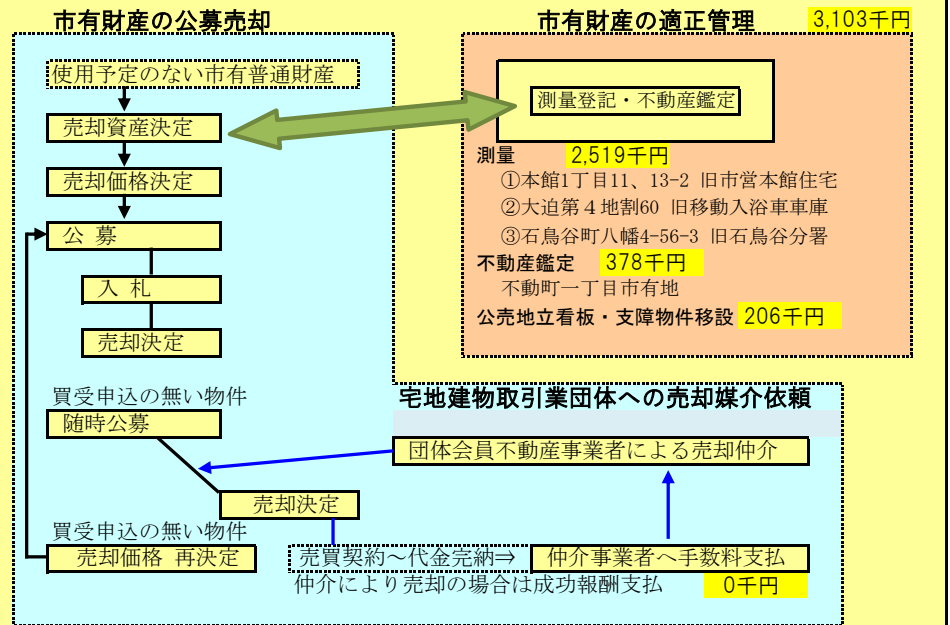 市有財産の公募売却
使用予定のない市有普通財産
売却資産決定
売却価格決定
公 募
入 札
売却決定
買受申込の無い物件
随時公募
売却決定
買受申込の無い物件
売却価格 再決定
市有財産の適正管理 3,103千円
測量登記・不動産鑑定
測量 2,519千円
①本館1丁目11、13-2 旧市営本館住宅
②大迫第４地割60 旧移動入浴車車庫
③石鳥谷町八幡4-56-3 旧石鳥谷分署
不動産鑑定 378千円
不動町一丁目市有地
公売地立看板・支障物件移設 206千円
宅地建物取引業団体への売却媒介依頼
団体会員不動産事業者による売却仲介
売買契約～代金完納⇒ 仲介事業者へ手数料支払
仲介により売却の場合は成功報酬支払 0千円